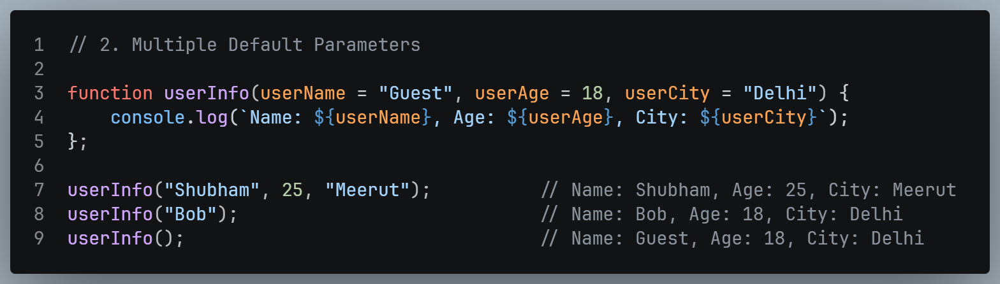 1 // 2. Multiple Default Parameters
2
3 function userInfo(userName = "Guest", userAge = 18, userCity = "Delhi") {
4     console.log(`Name: ${userName}, Age: ${userAge}, City: ${userCity}`);
5 };
6
7 userInfo("Shubham", 25, "Meerut");          // Name: Shubham, Age: 25, City: Meerut
8 userInfo("Bob");                            // Name: Bob, Age: 18, City: Delhi
9 userInfo();                                 // Name: Guest, Age: 18, City: Delhi